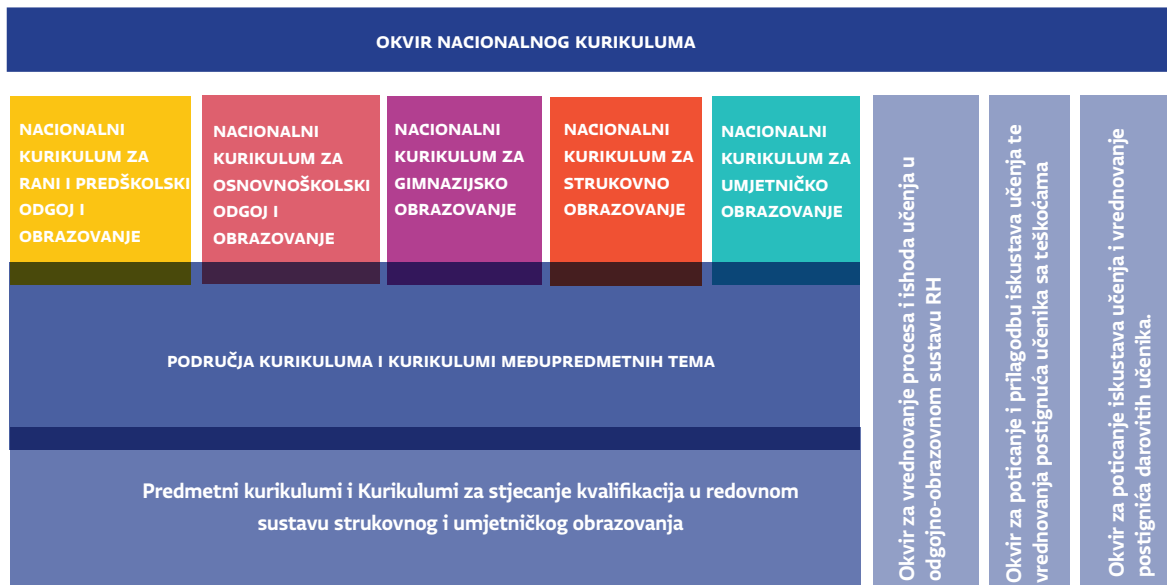 OKVIR NACIONALNOG KURIKULUMA
NACIONALNI
KURIKULUM ZA
RANI I PREDŠKOLSKI
ODGOJ I
OBRAZOVANJE
NACIONALNI
KURIKULUM ZA
OSNOVNOŠKOLSKI
ODGOJ I
OBRAZOVANJE
NACIONALNI
KURIKULUM ZA
GIMNAZIJSKO
OBRAZOVANJE
NACIONALNI
KURIKULUM ZA
STRUKOVNO
OBRAZOVANJE
NACIONALNI
KURIKULUM ZA
UMJETNIČKO
OBRAZOVANJE
PODRUČJA KURIKULUMA I KURIKULUMI MEĐUPREDMETNIH TEMA
Predmetni kurikulumi i Kurikulumi za stjecanje kvalifikacija u redovnom
sustavu strukovnog i umjetničkog obrazovanja
Okvir za vrednovanje procesa i ishoda učenja u
odgojno-obrazovnom sustavu RH
Okvir za poticanje i prilagodbu iskustava učenja te
vrednovanja postignuća učenika sa teškoćama
Okvir za poticanje iskustava učenja i vrednovanje
postignića darovitih učenika.